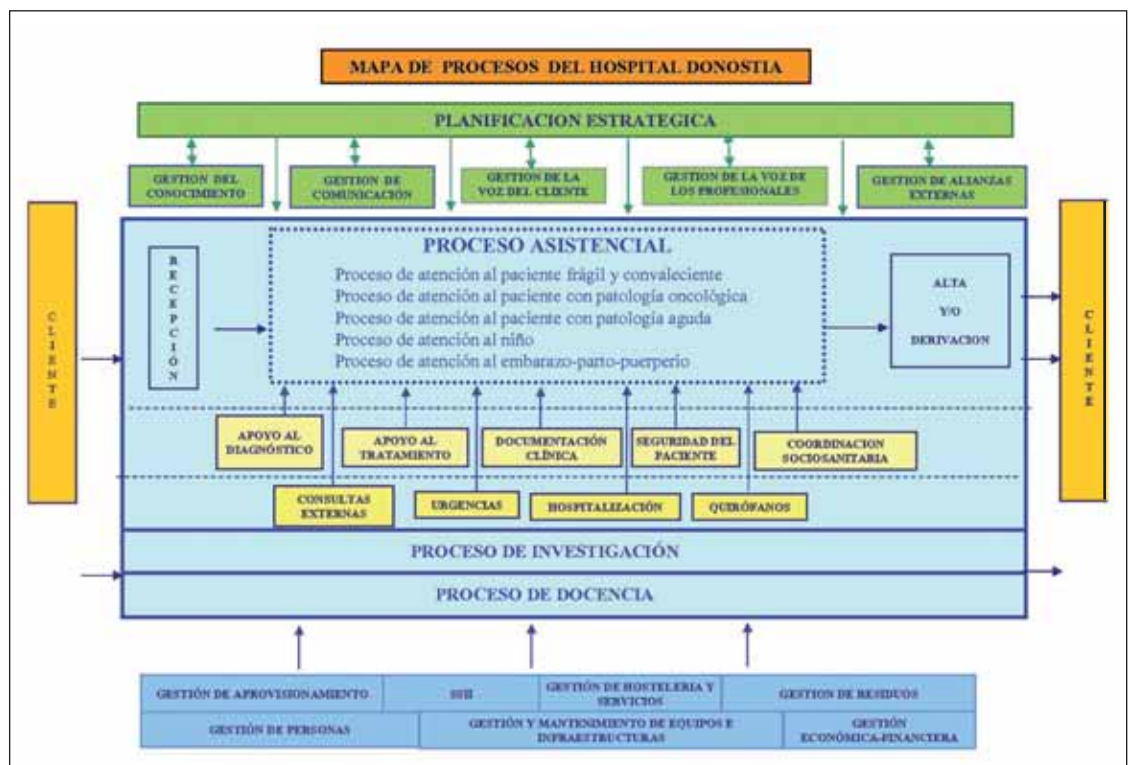 MAPA DE PROCESOS DEL HOSPITAL DONOSTIA
PLANIFICACION ESTRATEGICA
GESTION DEL
CONOCIMIENTO
GESTION DE
COMUNICACIÓN
GESTION DE LA
VOZ DEL CLIENTE
GESTION DE LA VOZ DE
LOS PROFESIONALES
GESTION DE ALIANZAS
EXTERNAS
CLIENTE
RECEPCIÓN
PROCESO ASISTENCIAL
Proceso de atención al paciente frágil y convaleciente
Proceso de atención al paciente con patología oncológica
Proceso de atención al paciente con patología aguda
Proceso de atención al niño
Proceso de atención al embarazo-parto-puerperio
ALTA
Y/O
DERIVACION
CLIENTE
APOYO AL
DIAGNÓSTICO
APOYO AL
TRATAMIENTO
DOCUMENTACIÓN
CLÍNICA
SEGURIDAD DEL
PACIENTE
COORDINACION
SOCIOSANITARIA
CONSULTAS
EXTERNAS
URGENCIAS
HOSPITALIZACIÓN
QUIRÓFANOS
PROCESO DE INVESTIGACIÓN
PROCESO DE DOCENCIA
GESTIÓN DE APROVISIONAMIENTO
GESTIÓN DE HOSTELERIA Y
SERVICIOS
GESTION DE RESIDUOS
GESTIÓN DE PERSONAS
GESTIÓN Y MANTENIMIENTO DE EQUIPOS E
INFRAESTRUCTURAS
GESTIÓN
ECONÓMICA-FINANCIERA